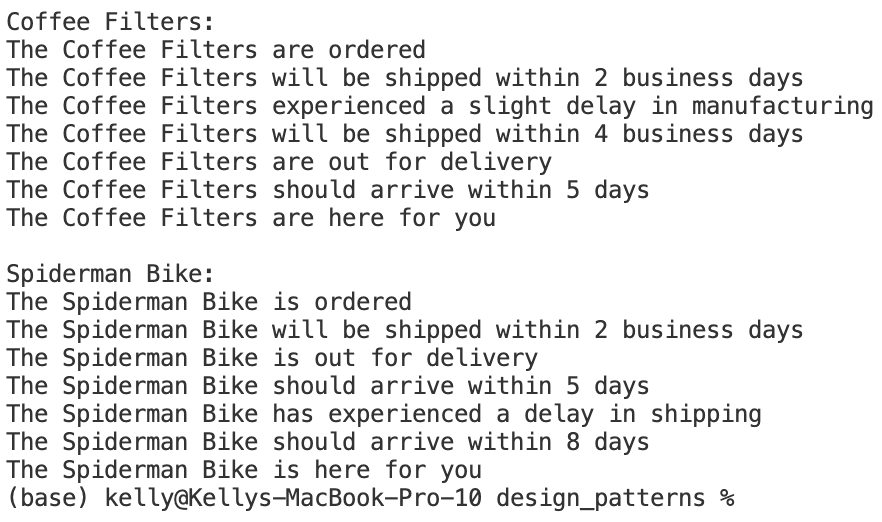 Coffee Filters:
The Coffee Filters are ordered
The Coffee Filters will be shipped within 2 business days
The Coffee Filters experienced a slight delay in manufacturing
The Coffee Filters will be shipped within 4 business days
The Coffee Filters are out for delivery
The Coffee Filters should arrive within 5 days
The Coffee Filters are here for you

Spiderman Bike:
The Spiderman Bike is ordered
The Spiderman Bike will be shipped within 2 business days
The Spiderman Bike is out for delivery
The Spiderman Bike should arrive within 5 days
The Spiderman Bike has experienced a delay in shipping
The Spiderman Bike should arrive within 8 days
The Spiderman Bike is here for you
(base) kelly@Kellys-MacBook-Pro-10 design_patterns %